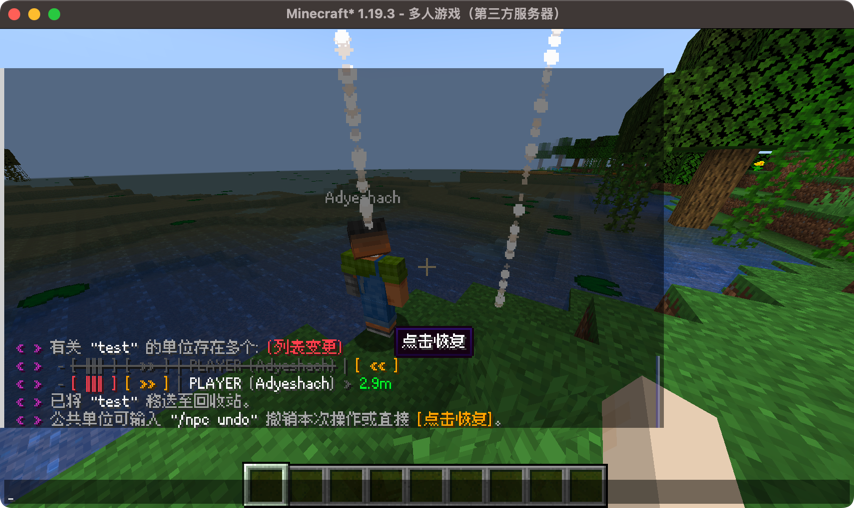 Minecraft* 1.19.3 - 多人游戏（第三方服务器）
Adyeshach
点击恢复
< > 有关 "test" 的单位存在多个: (列表变更)
< > - [ ||| ] [ >> ] | PLAYER (Adyeshach) | [ << ]
< > - [ ||| ] [ >> ] | PLAYER (Adyeshach) > 2.9m
< > 已将 "test" 移送至回收站。
< > 公共单位可输入 "/npc undo" 撤销本次操作或直接 [点击恢复]。